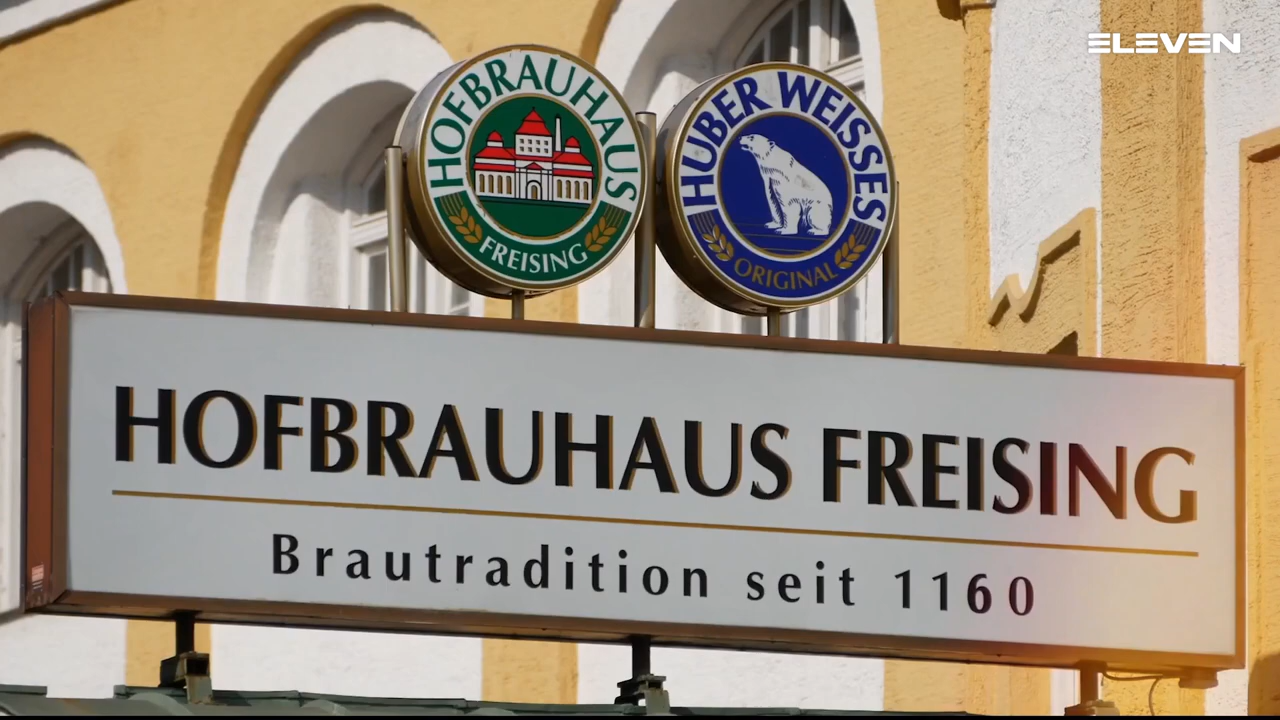 ELEVEN
HOFBRAUHAUS
FREISING
HUBER WEISSES
ORIGINAL
HOFBRAUHAUS FREISING
Brautradition seit 1160